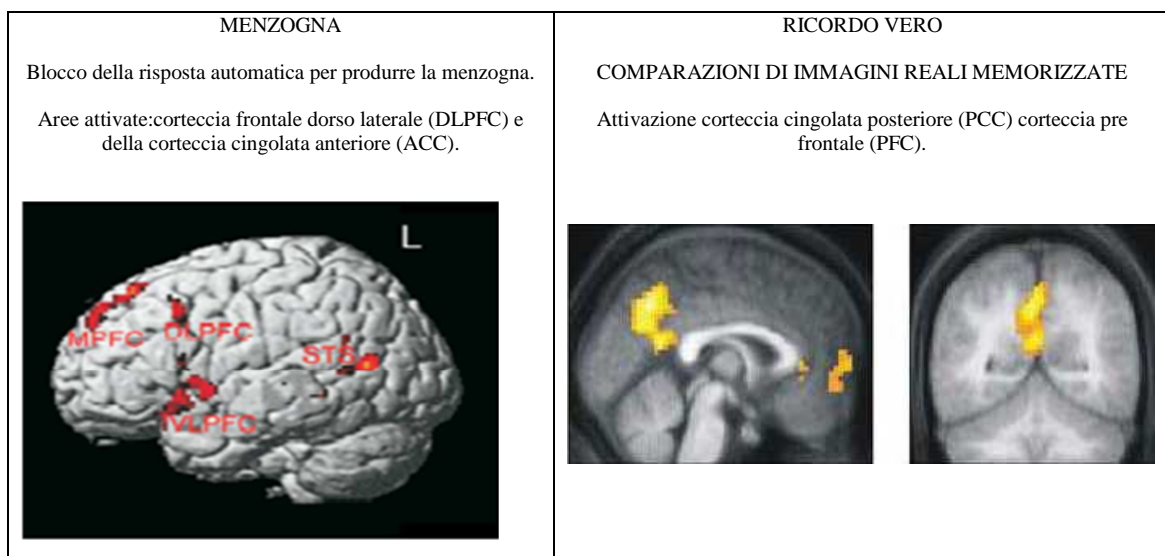 MENZOGNA
Blocco della risposta automatica per produrre la menzogna.
Aree attivate:corteccia frontale dorso laterale (DLPFC) e
della corteccia cingolata anteriore (ACC).
L
MPFC
DLPFC
STS
IVLPFC
RICORDO VERO
COMPARAZIONI DI IMMAGINI REALI MEMORIZZATE
Attivazione corteccia cingolata posteriore (PCC) corteccia pre
frontale (PFC).